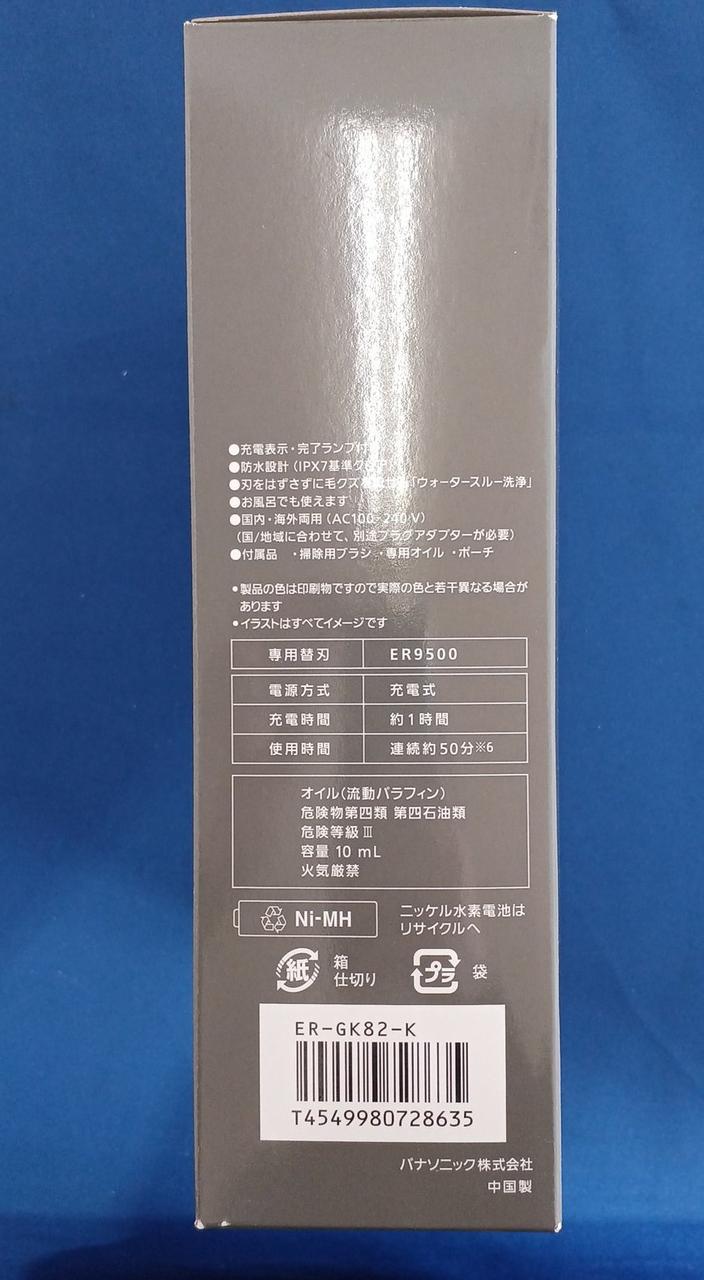 ●充電表示・完了ランプ付
●防水設計（IPX7基準
●刃をはずさずに毛クズ 「ウォータースルー洗浄」
●お風呂でも使えます
●国内・海外両用（AC100-240V）
（国/地域に合わせて、別途プラグアダプターが必要）
●付属品 ・掃除用ブラシ ・専用オイル ・ポーチ
•製品の色は印刷物ですので実際の色と若干異なる場合が
あります
•イラストはすべてイメージです
専用替刃 ER9500
電源方式 充電式
充電時間 約1時間
使用時間 連続約50分※6
オイル（流動パラフィン）
危険物第四類 第四石油類
危険等級Ⅲ
容量 10 mL
火気厳禁
Ni-MH ニッケル水素電池は
リサイクルへ
紙 箱
仕切り
プラ 袋
ER-GK82-K
T4549980728635
パナソニック株式会社
中国製